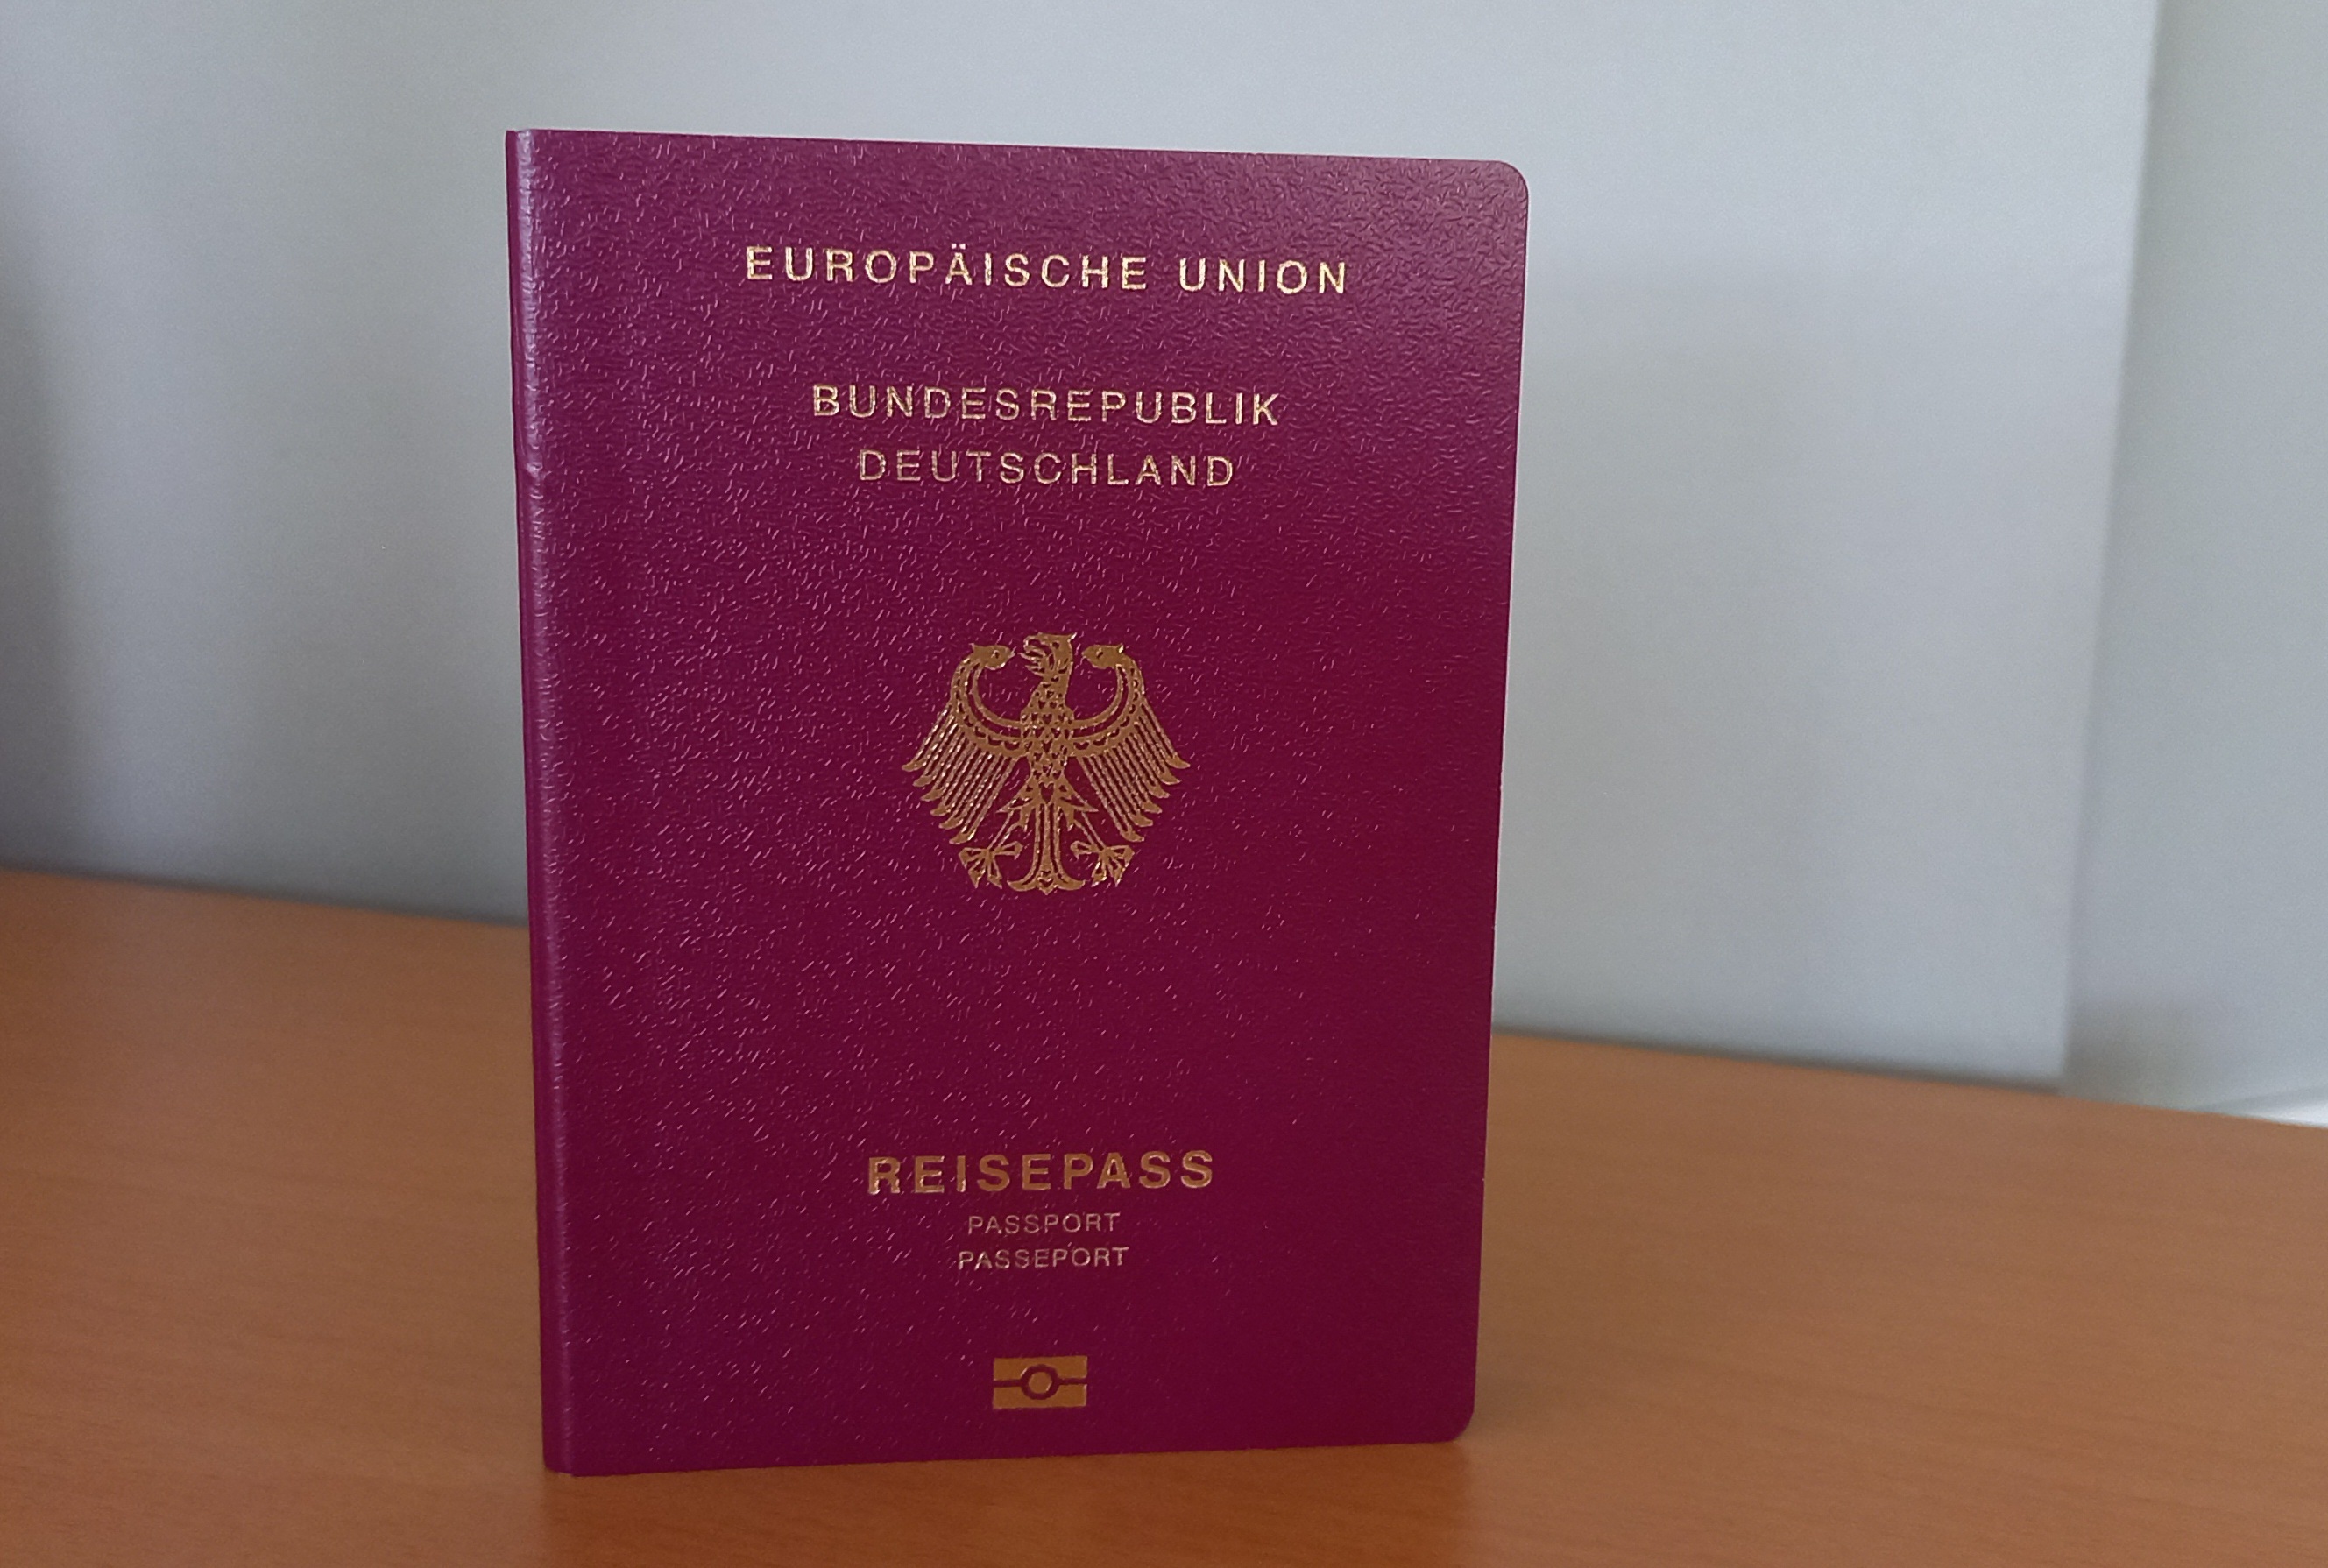 EUROPÄISCHE UNION
BUNDESREPUBLIK
DEUTSCHLAND
REISEPASS
PASSPORT
PASSEPORT